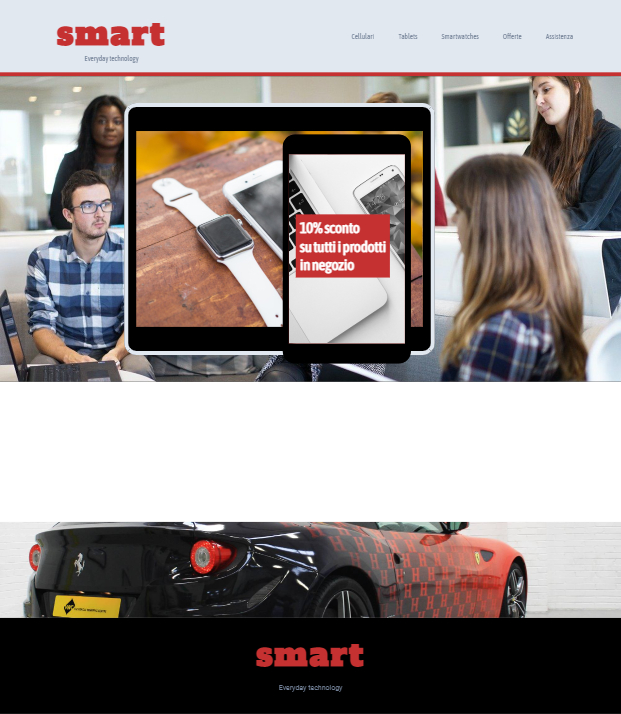 smart
Everyday technology
Cellulari Tablets Smartwatches Offerte Assistenza
10% sconto
su tutti i prodotti
in negozio
smart
Everyday technology